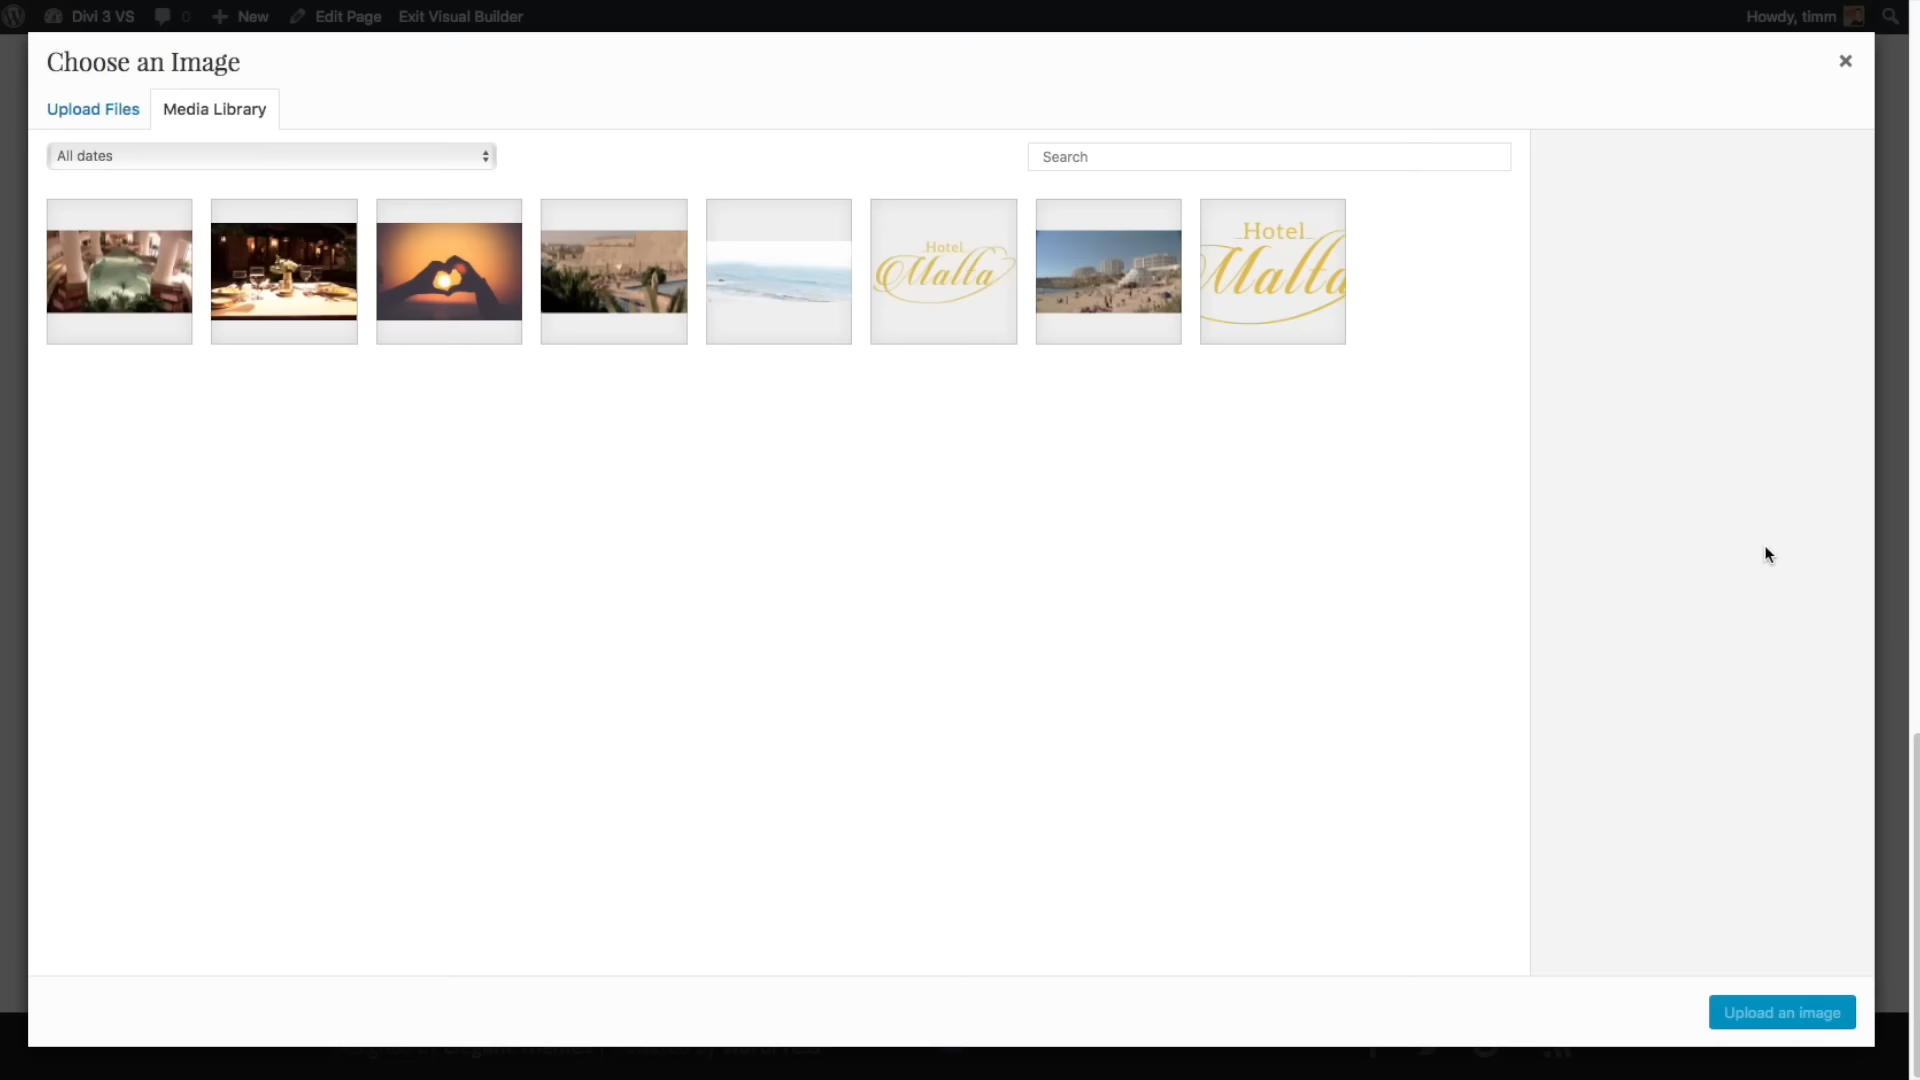 Divi 3 VS 0 New Edit Page Exit Visual Builder Howdy, timm
Choose an Image
Upload Files Media Library
All dates Search
Hotel
Malta
Hotel
Malta
Upload an image